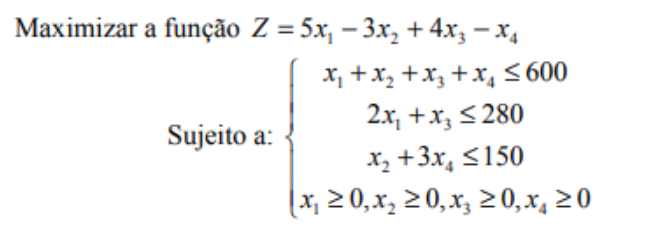 Maximizar a função Z = 5x₁ − 3x₂ + 4x₃ − x₄
x₁ + x₂ + x₃ + x₄ ≤ 600
2x₁ + x₃ ≤ 280
Sujeito a:
x₂ + 3x₄ ≤ 150
x₁ ≥ 0, x₂ ≥ 0, x₃ ≥ 0, x₄ ≥ 0